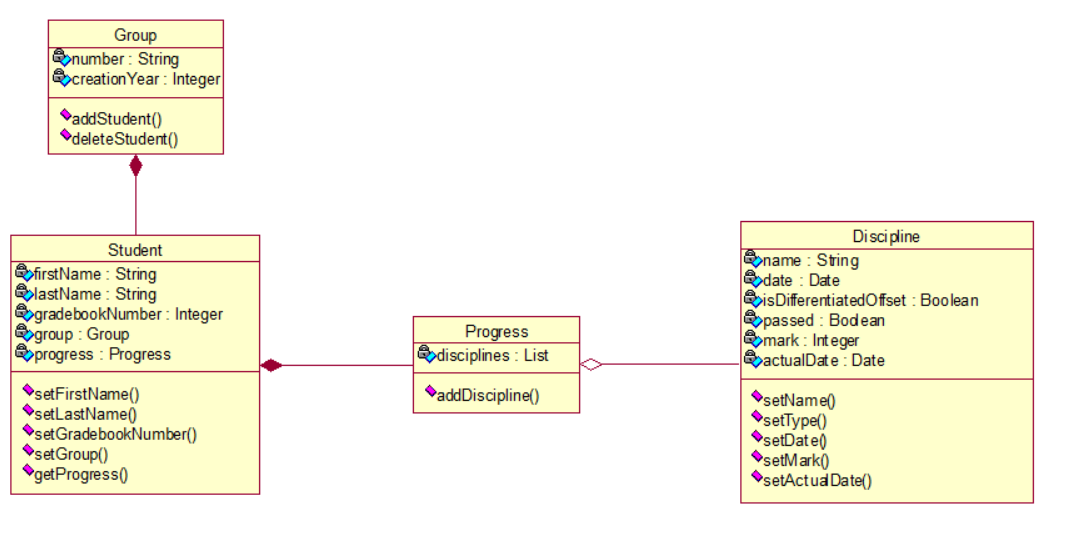 Group
number : String
creationYear : Integer
addStudent()
deleteStudent()
Student
firstName : String
lastName : String
gradebookNumber : Integer
group : Group
progress : Progress
setFirstName()
setLastName()
setGradebookNumber()
setGroup()
getProgress()
Progress
disciplines : List
addDiscipline()
Discipline
name : String
date : Date
isDifferentiatedOffset : Boolean
passed : Boolean
mark : Integer
actualDate : Date
setName()
setType()
setDate()
setMark()
setActualDate()